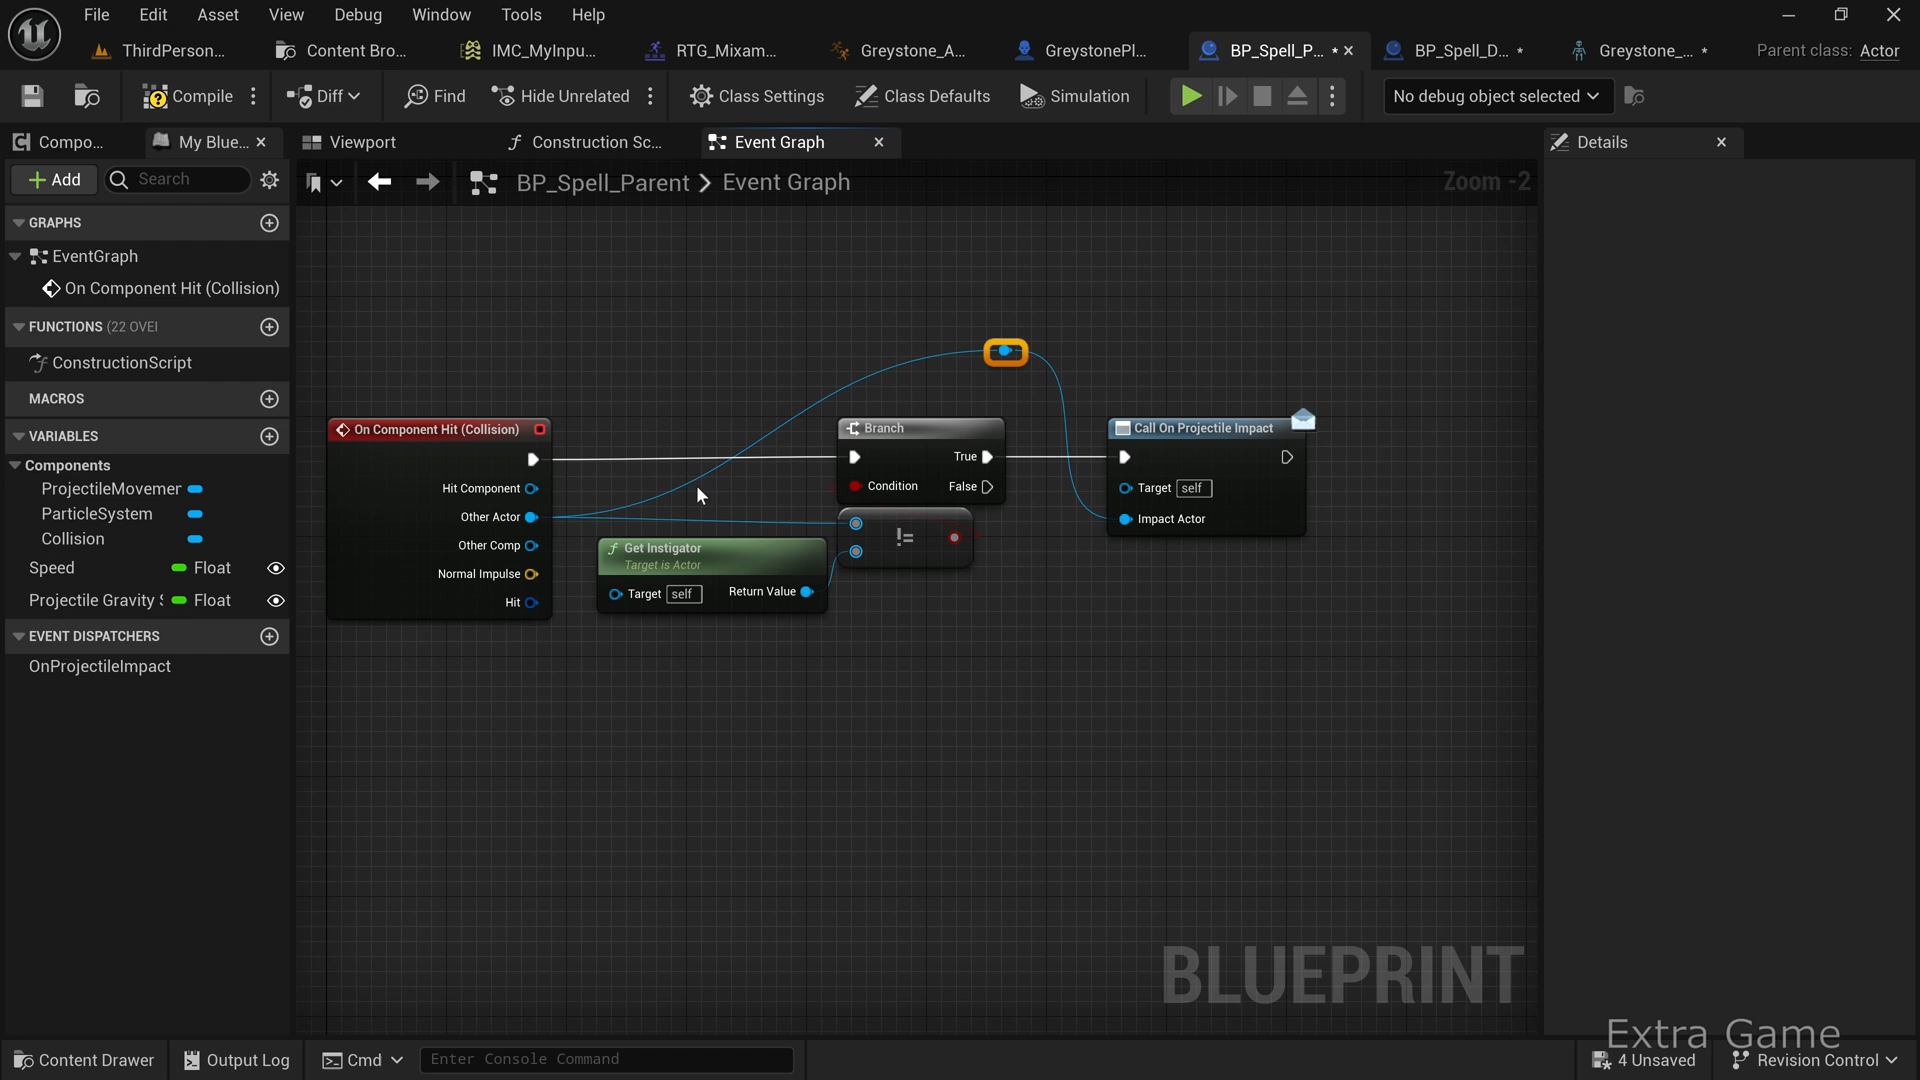 File Edit Asset View Debug Window Tools Help
ThirdPerson... Content Bro... IMC_MyInpu... RTG_Mixam... Greystone_A... GreystonePl... BP_Spell_P... * BP_Spell_D... * Greystone_... * Parent class: Actor
Compile Diff Find Hide Unrelated Class Settings Class Defaults Simulation No debug object selected
Compo... My Blue... Viewport Construction Sc... Event Graph Details
Add Search BP_Spell_Parent > Event Graph Zoom -2
GRAPHS
EventGraph
On Component Hit (Collision)
FUNCTIONS (22 OVEI
ConstructionScript
MACROS
VARIABLES
Components
ProjectileMovemer
ParticleSystem
Collision
Speed Float
Projectile Gravity S Float
EVENT DISPATCHERS
OnProjectileImpact
On Component Hit (Collision)
Hit Component
Other Actor
Other Comp
Normal Impulse
Hit
Get Instigator
Target is Actor
Target self Return Value
Branch
True
Condition False
!=
Call On Projectile Impact
Target self
Impact Actor
BLUEPRINT
Extra Game
Content Drawer Output Log Cmd Enter Console Command 4 Unsaved Revision Control